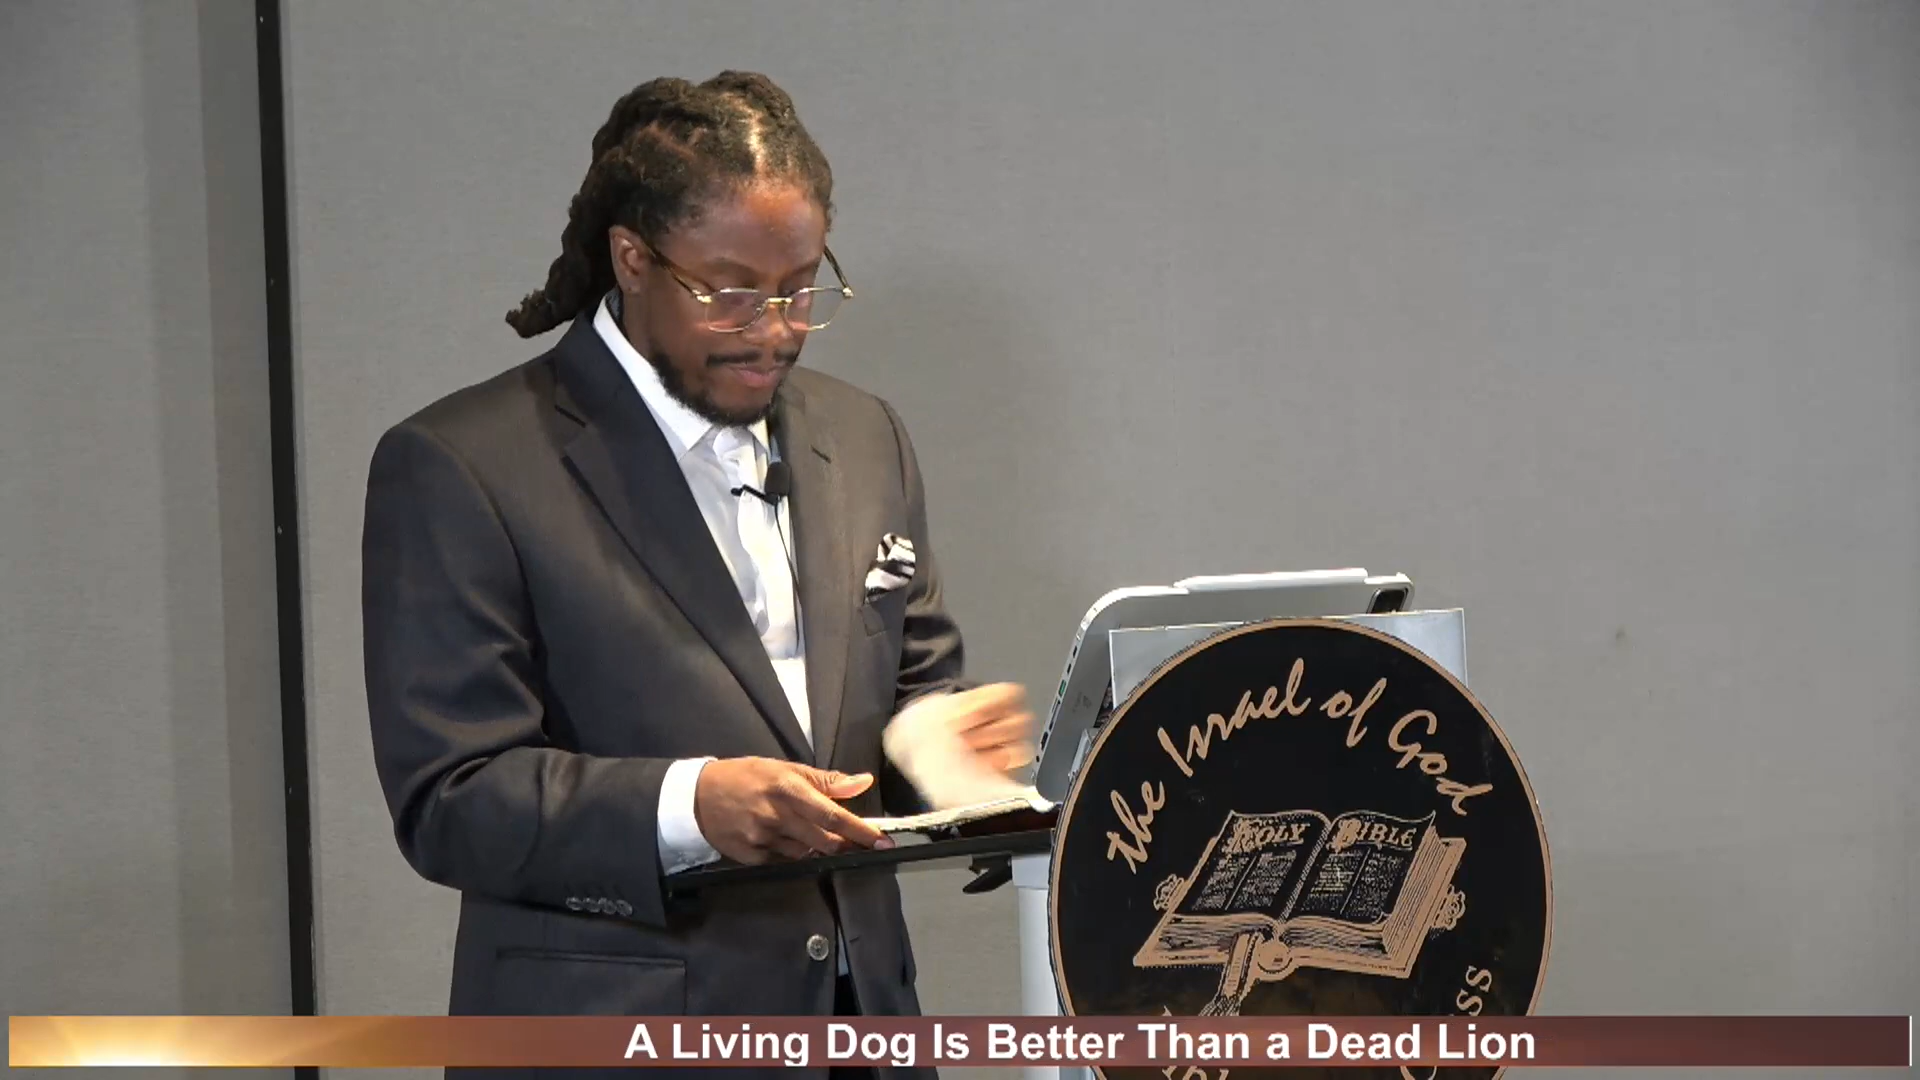 the Israel of God
HOLY BIBLE
A Living Dog Is Better Than a Dead Lion